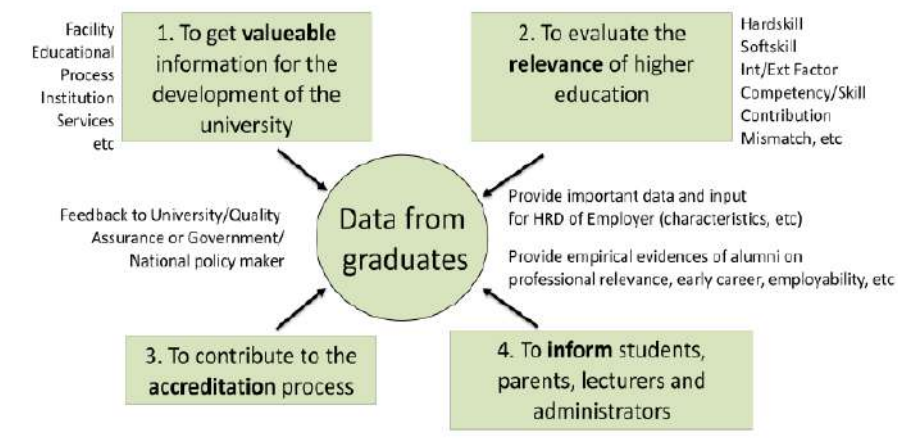 Facility
Educational
Process
Institution
Services
etc
1. To get valueable
information for the
development of the
university
2. To evaluate the
relevance of higher
education
Hardskill
Softskill
Int/Ext Factor
Competency/Skill
Contribution
Mismatch, etc
Feedback to University/Quality
Assurance or Government/
National policy maker
Data from
graduates
Provide important data and input
for HRD of Employer (characteristics, etc)
Provide empirical evidences of alumni on
professional relevance, early career, employability, etc
3. To contribute to the
accreditation process
4. To inform students,
parents, lecturers and
administrators